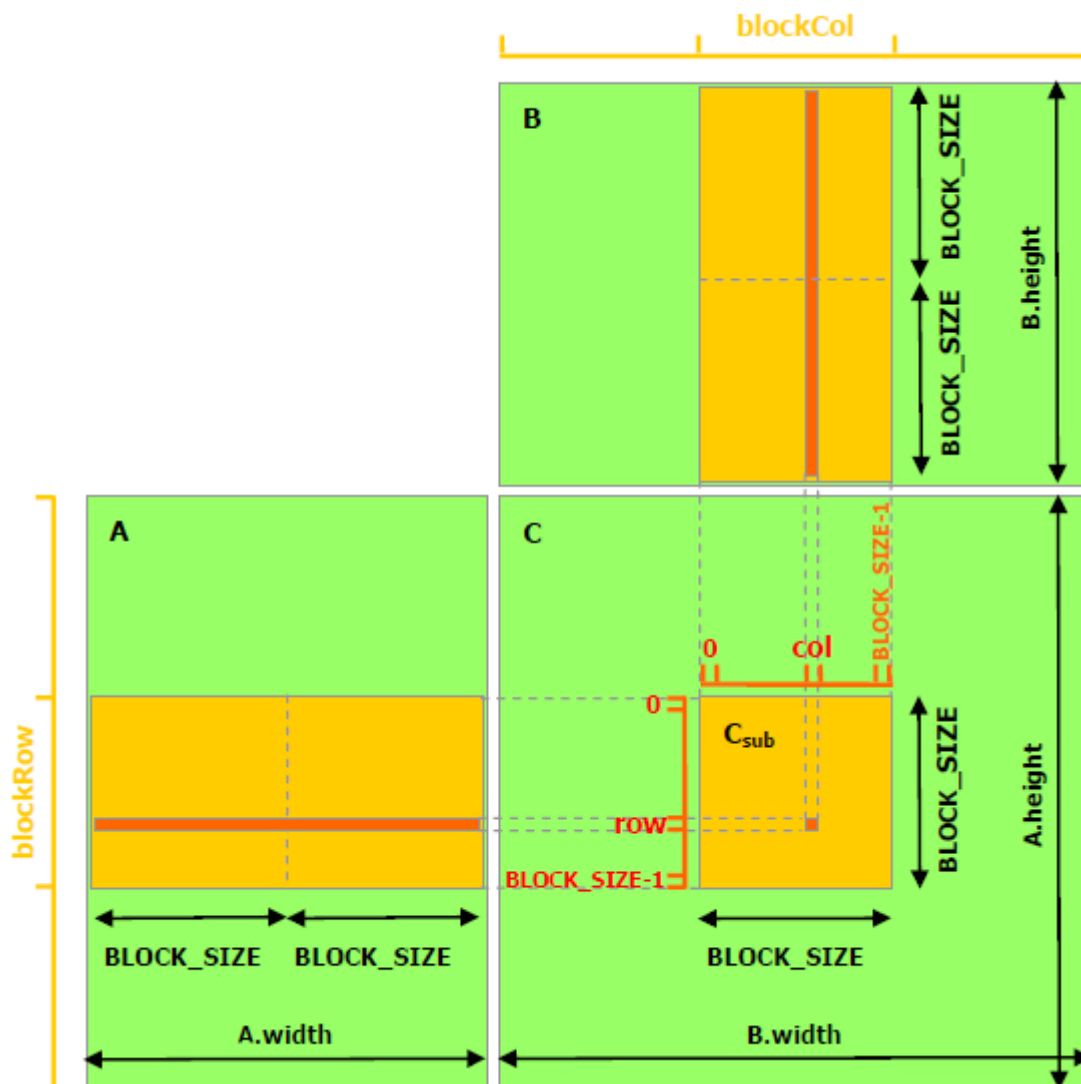 blockCol
B
BLOCK_SIZE
BLOCK_SIZE
B.height
A
C
BLOCK_SIZE-1
0
col
0
Csub
row
BLOCK_SIZE-1
BLOCK_SIZE
A.height
blockRow
BLOCK_SIZE
BLOCK_SIZE
BLOCK_SIZE
A.width
B.width